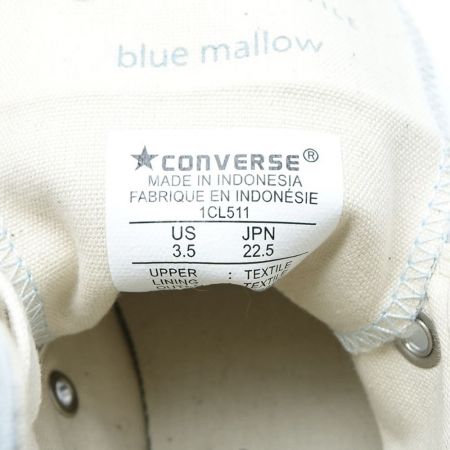 TILE
blue mallow
CONVERSE®
MADE IN INDONESIA
FABRIQUE EN INDONÉSIE
1CL511
US JPN
3.5 22.5
UPPER : TEXTILE
LINING : TEXTILE